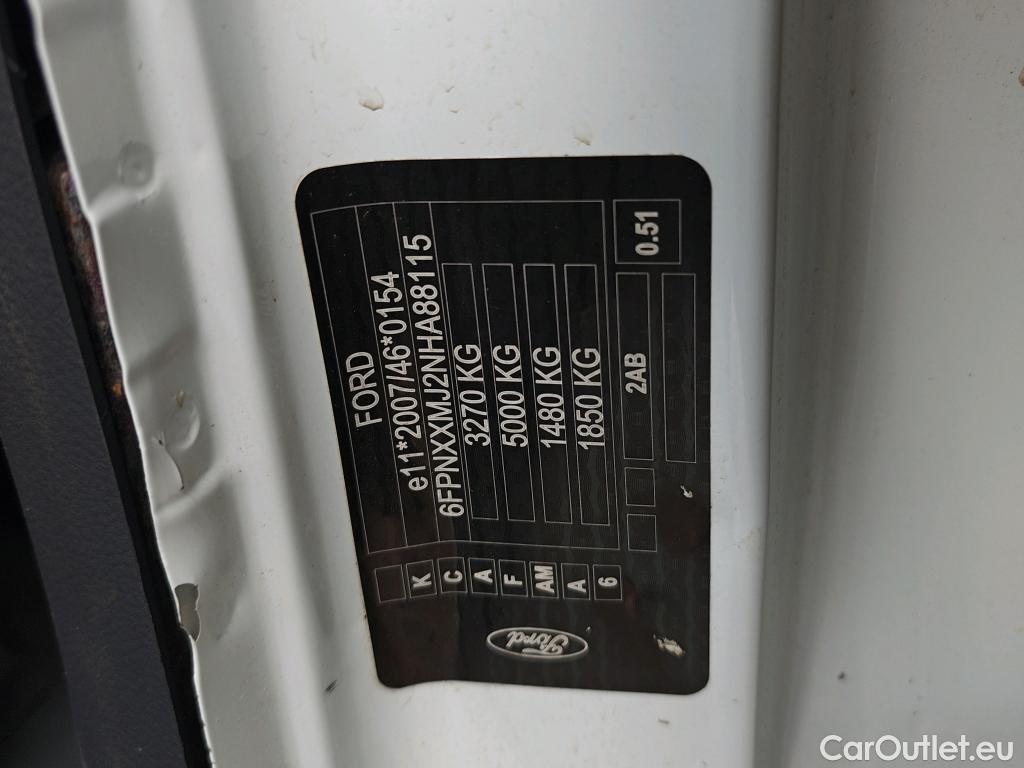 FORD
e11*2007/46*0154
6FPNXXMJ2NHA88115
3270 KG
5000 KG
1480 KG
1850 KG
2AB
0.51
K
C
A
F
AM
A
6
Ford
CarOutlet.eu